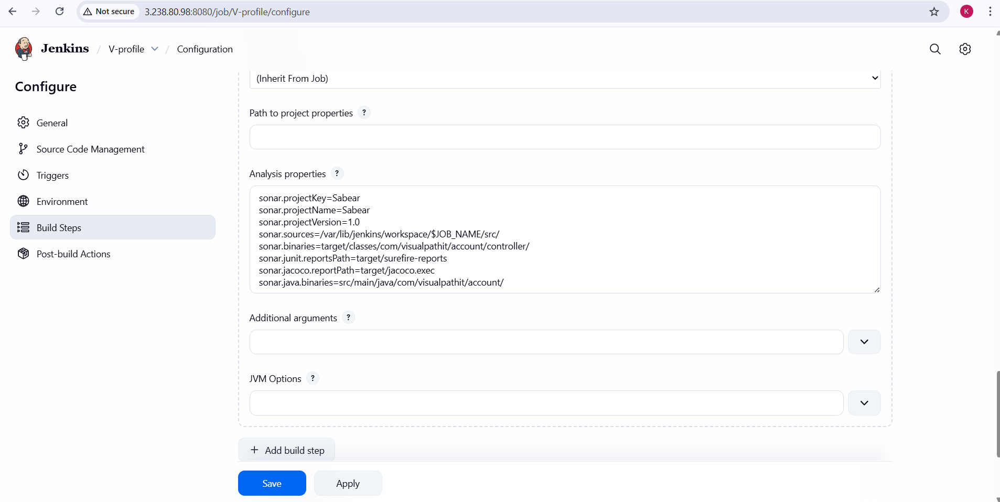 Not secure 3.238.80.98:8080/job/V-profile/configure K
Jenkins / V-profile / Configuration
Configure
General
Source Code Management
Triggers
Environment
Build Steps
Post-build Actions
(Inherit From Job)
Path to project properties ?
Analysis properties ?
sonar.projectKey=Sabear
sonar.projectName=Sabear
sonar.projectVersion=1.0
sonar.sources=/var/lib/jenkins/workspace/$JOB_NAME/src/
sonar.binaries=target/classes/com/visualpathit/account/controller/
sonar.junit.reportsPath=target/surefire-reports
sonar.jacoco.reportPath=target/jacoco.exec
sonar.java.binaries=src/main/java/com/visualpathit/account/
Additional arguments ?
JVM Options ?
+ Add build step
Save Apply